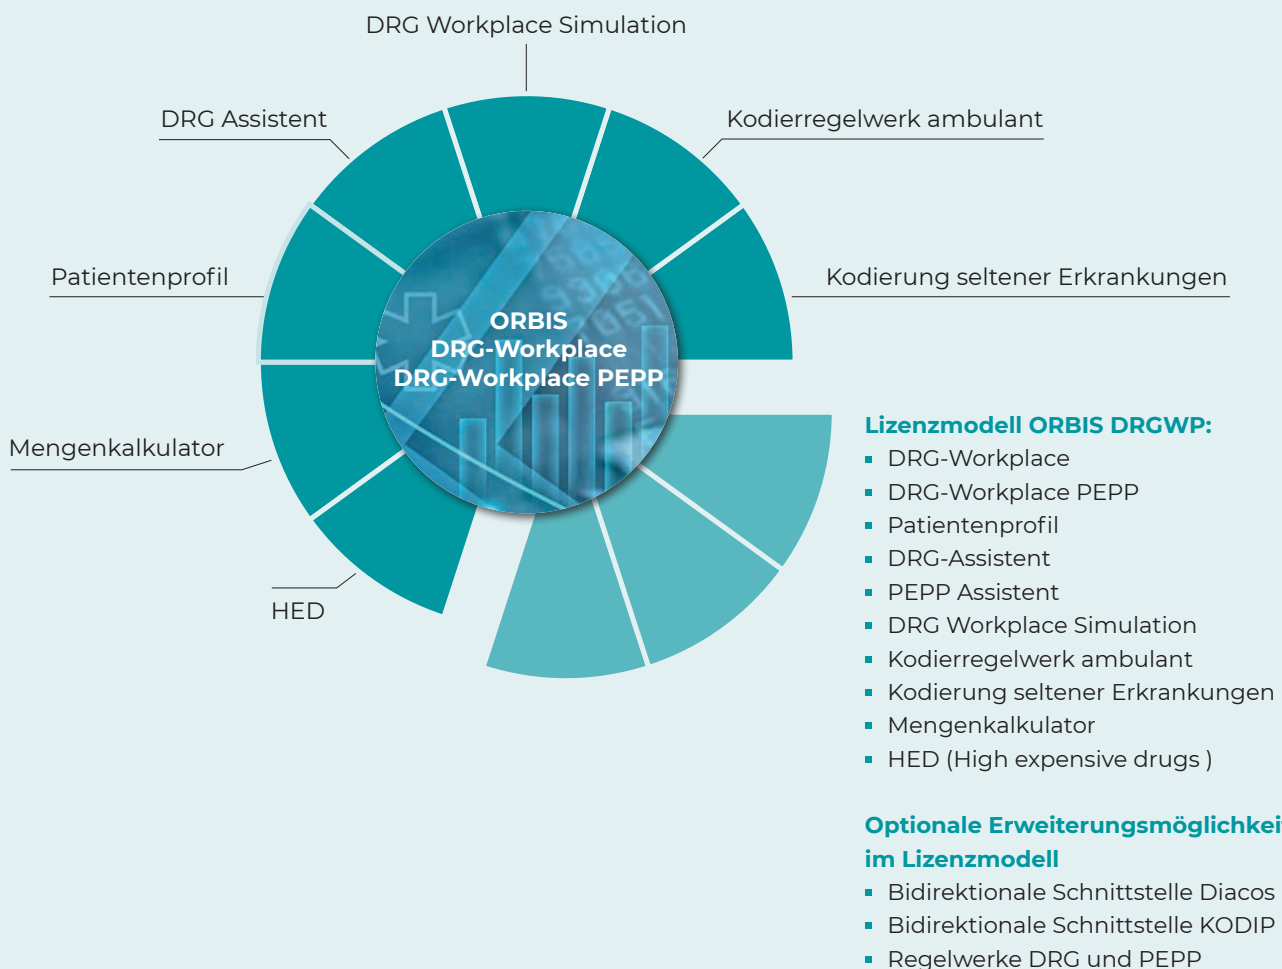 DRG Workplace Simulation
DRG Assistent
Kodierregelwerk ambulant
Patientenprofil
Kodierung seltener Erkrankungen
ORBIS
DRG-Workplace
DRG-Workplace PEPP
Mengenkalkulator
HED
Lizenzmodell ORBIS DRGWP:
▪ DRG-Workplace
▪ DRG-Workplace PEPP
▪ Patientenprofil
▪ DRG-Assistent
▪ PEPP Assistent
▪ DRG Workplace Simulation
▪ Kodierregelwerk ambulant
▪ Kodierung seltener Erkrankungen
▪ Mengenkalkulator
▪ HED (High expensive drugs )
Optionale
im Lizenzmodell
▪ Bidirektionale Schnittstelle Diacos
▪ Bidirektionale Schnittstelle KODIP
▪ Regelwerke DRG und PEPP